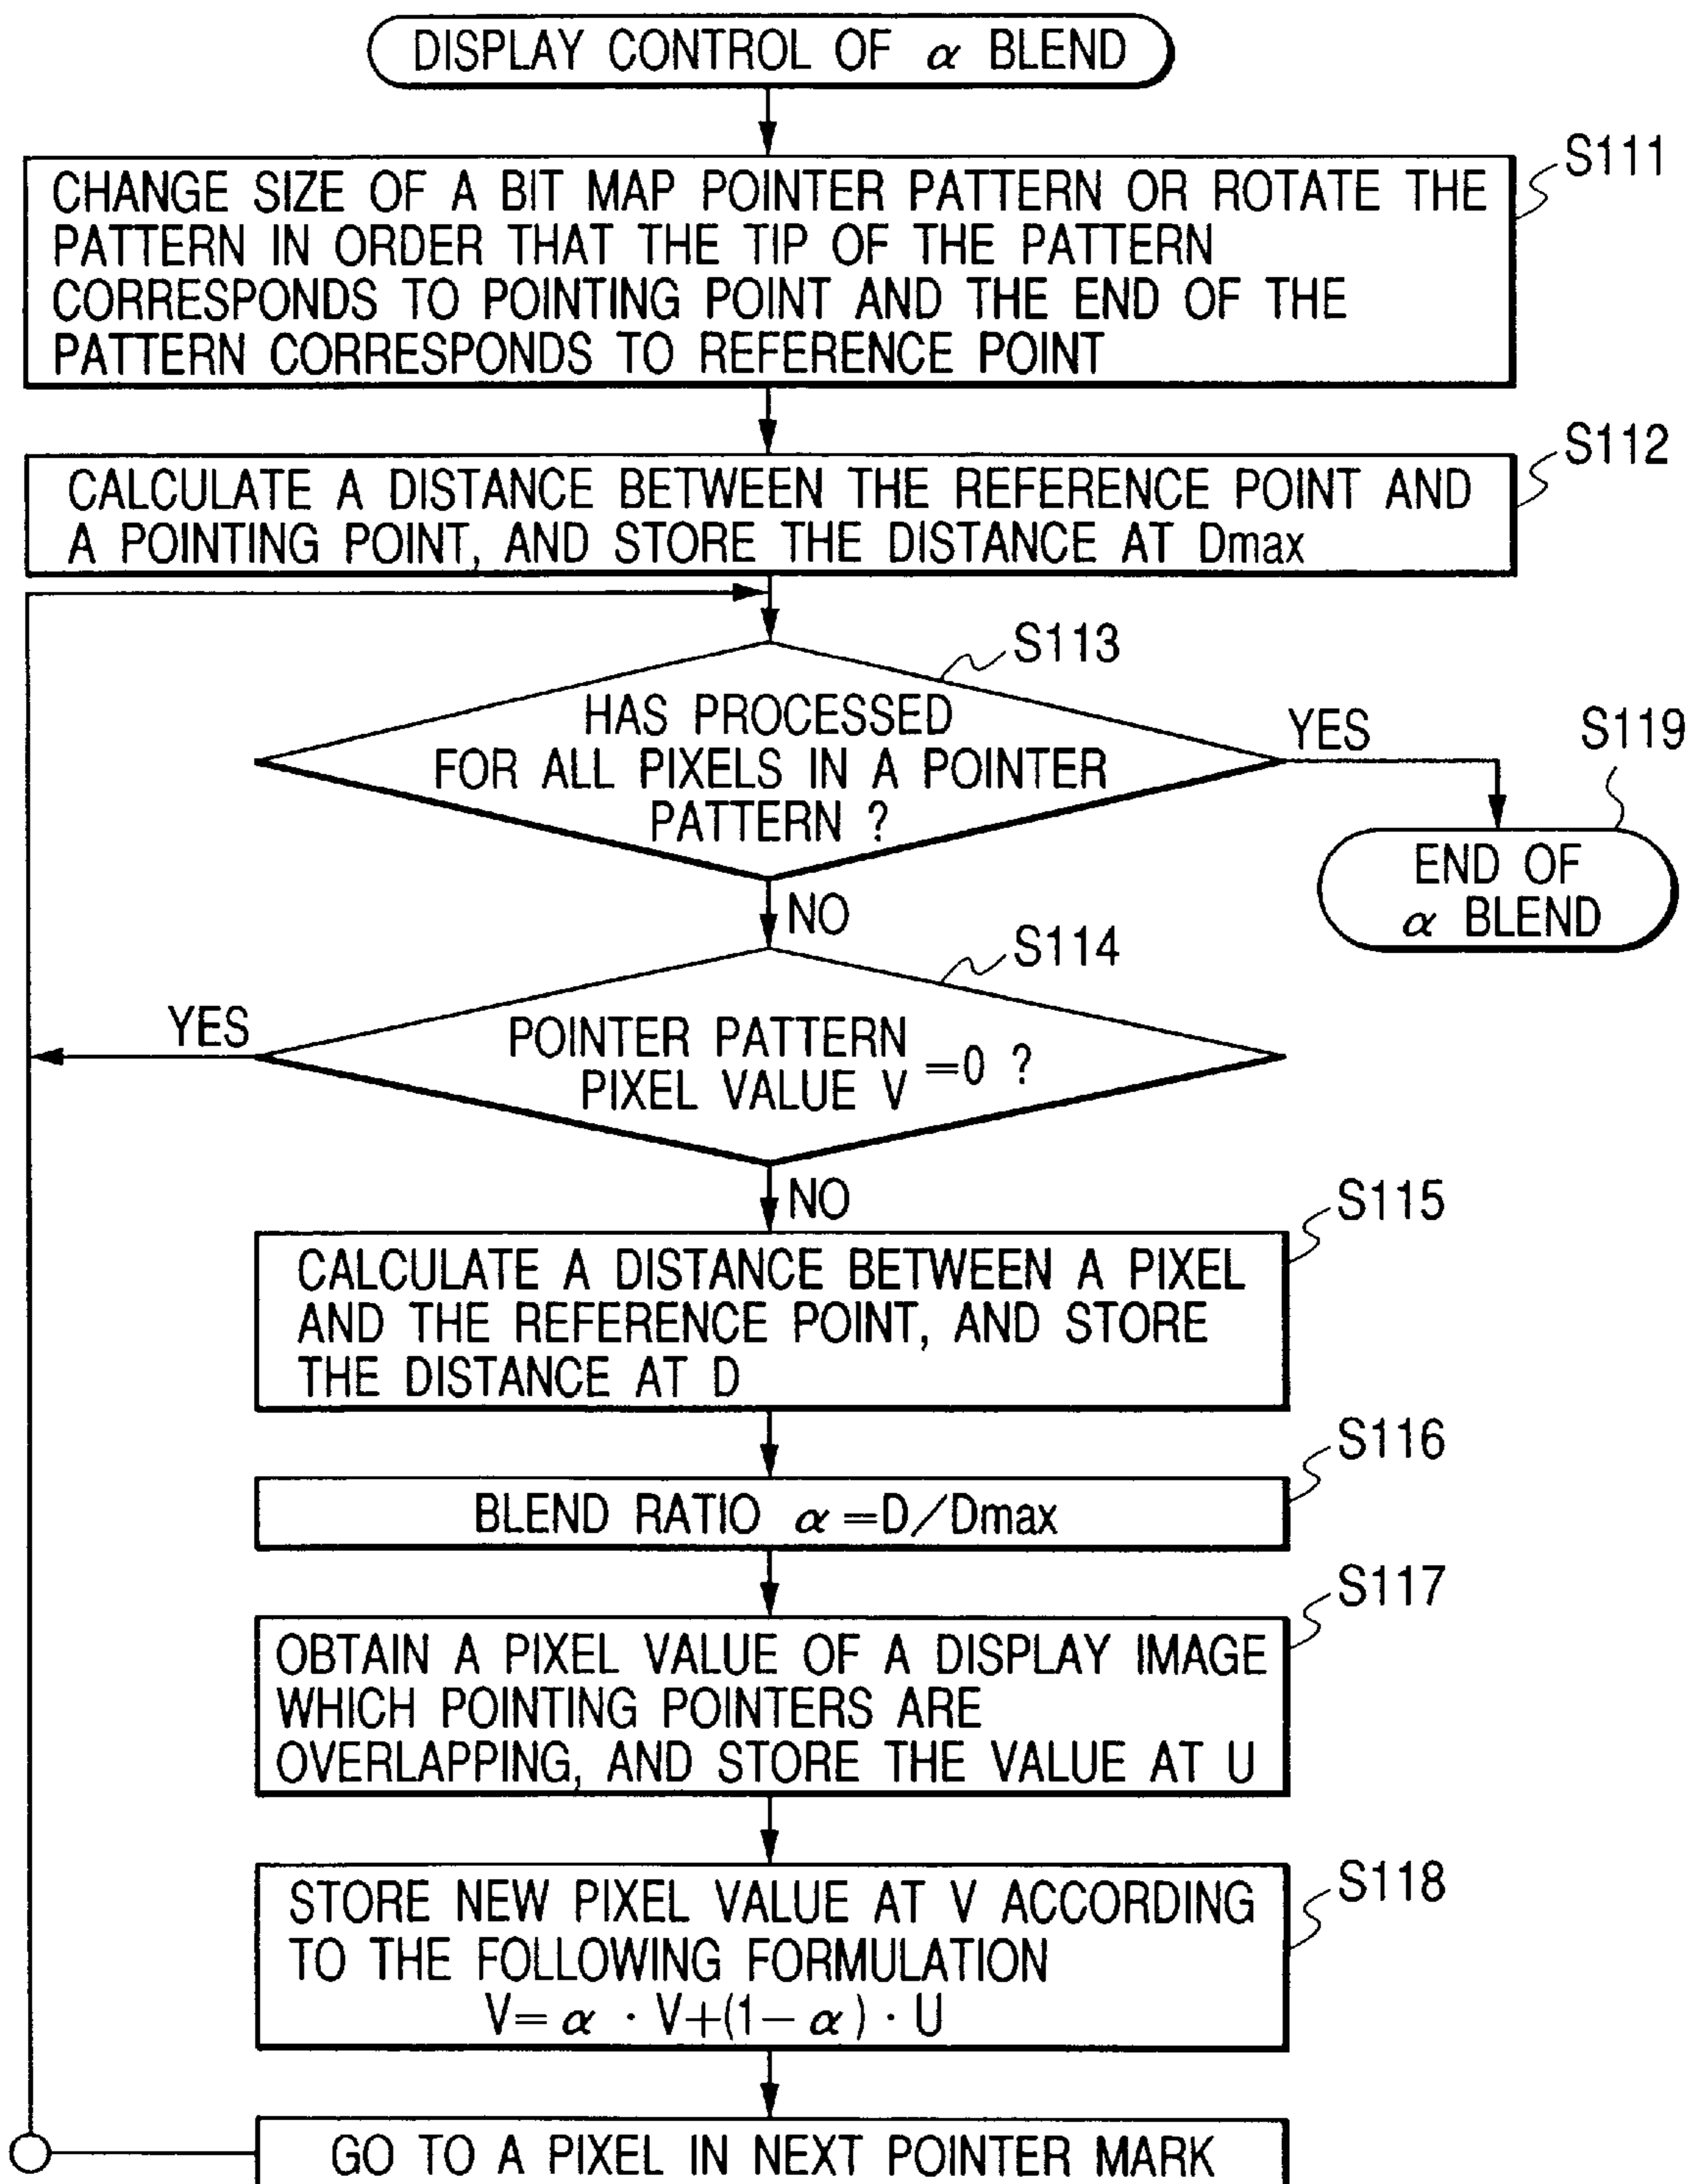 DISPLAY CONTROL OF α BLEND
S111
CHANGE SIZE OF A BIT MAP POINTER PATTERN OR ROTATE THE
PATTERN IN ORDER THAT THE TIP OF THE PATTERN
CORRESPONDS TO POINTING POINT AND THE END OF THE
PATTERN CORRESPONDS TO REFERENCE POINT
S112
CALCULATE A DISTANCE BETWEEN THE REFERENCE POINT AND
A POINTING POINT, AND STORE THE DISTANCE AT Dmax
S113
HAS PROCESSED
FOR ALL PIXELS IN A POINTER
PATTERN ?
YES
S119
END OF
α BLEND
NO
S114
YES
POINTER PATTERN
PIXEL VALUE V =0 ?
NO
S115
CALCULATE A DISTANCE BETWEEN A PIXEL
AND THE REFERENCE POINT, AND STORE
THE DISTANCE AT D
S116
BLEND RATIO α=D/Dmax
S117
OBTAIN A PIXEL VALUE OF A DISPLAY IMAGE
WHICH POINTING POINTERS ARE
OVERLAPPING, AND STORE THE VALUE AT U
S118
STORE NEW PIXEL VALUE AT V ACCORDING
TO THE FOLLOWING FORMULATION
V= α · V+(1− α) · U
GO TO A PIXEL IN NEXT POINTER MARK